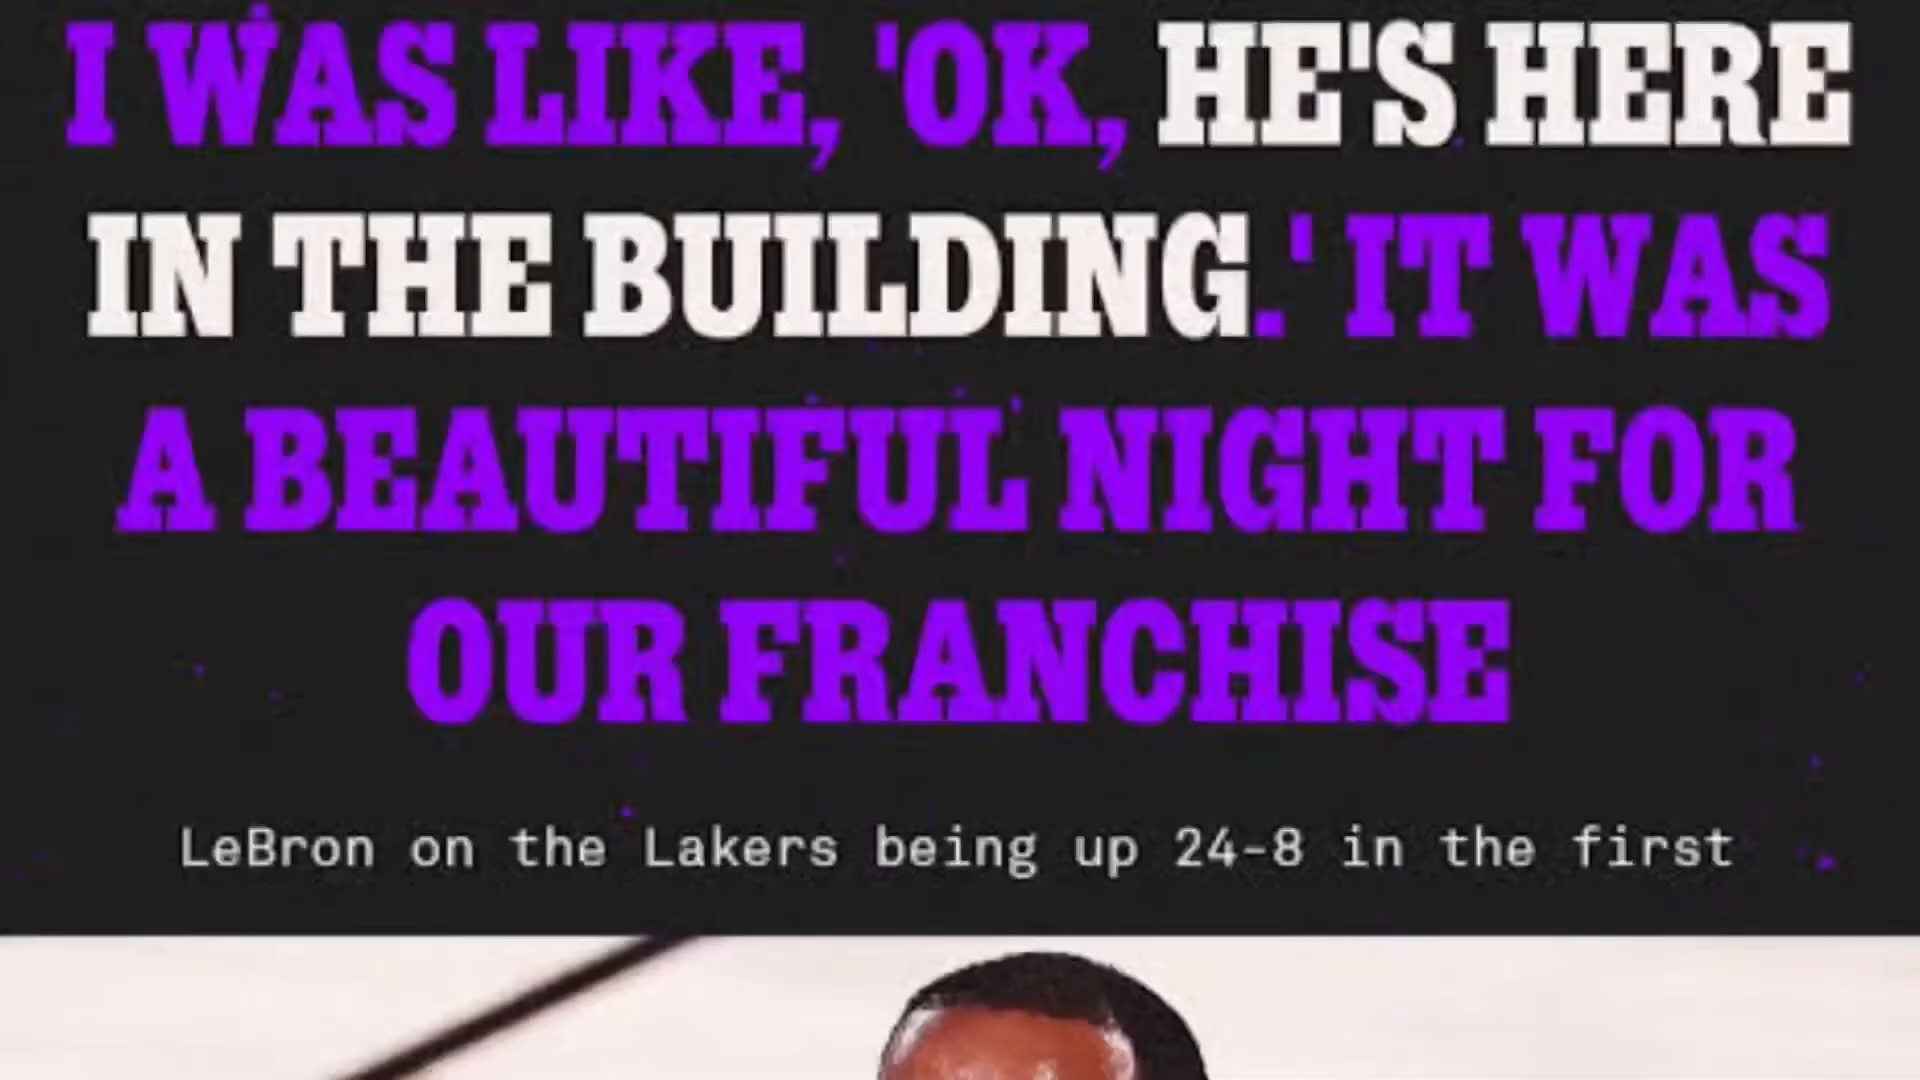 I WAS LIKE, 'OK, HE'S HERE
IN THE BUILDING.' IT WAS
A BEAUTIFUL NIGHT FOR
OUR FRANCHISE
LeBron on the Lakers being up 24-8 in the first